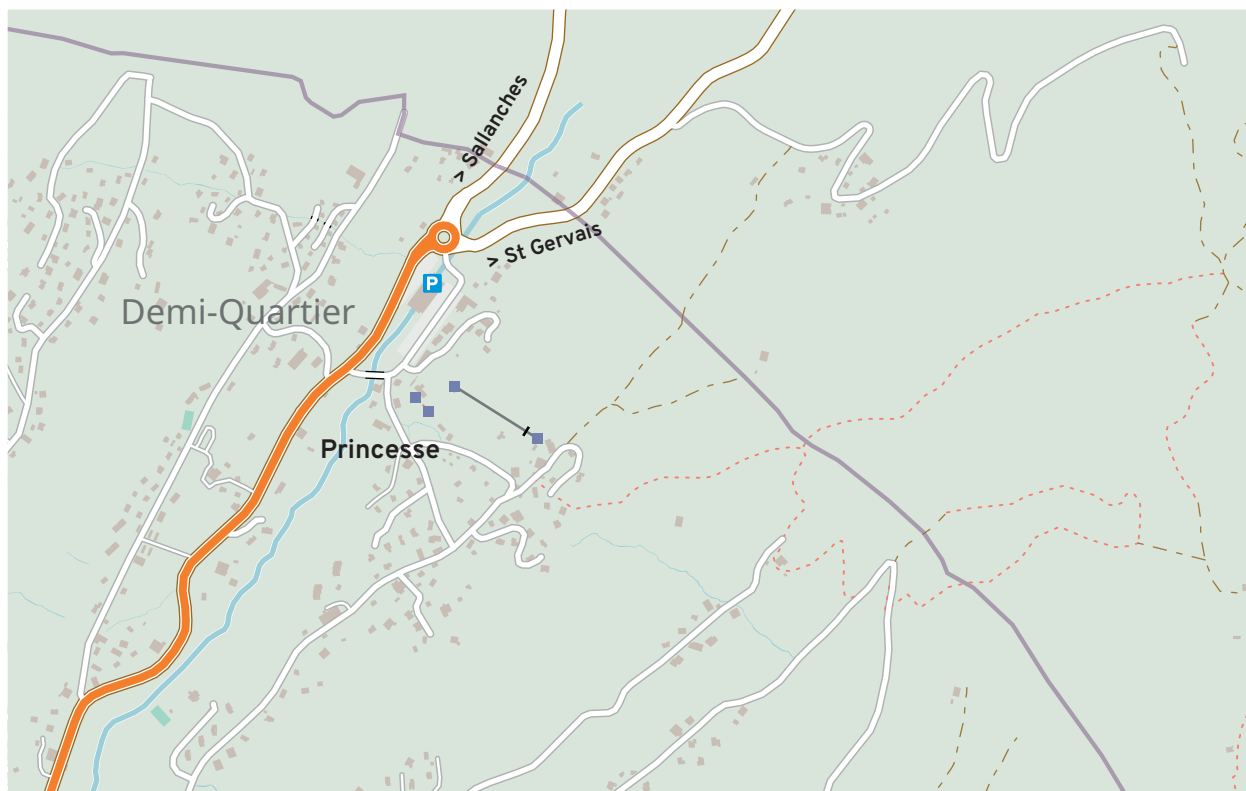 > Sallanches
> St Gervais
P
Demi-Quartier
Princesse